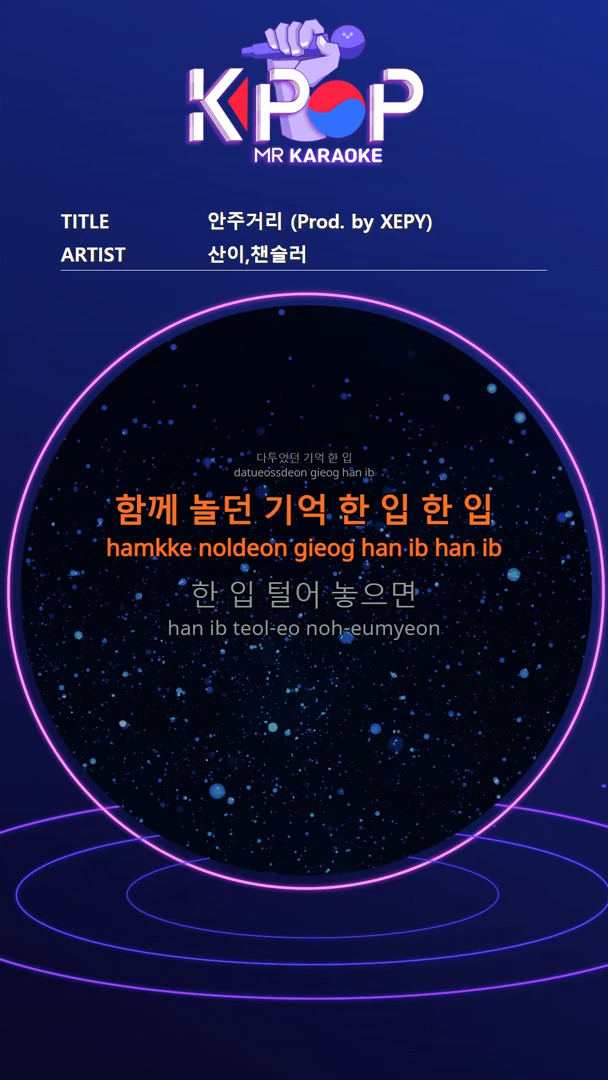 KPOP
MR KARAOKE
TITLE 안주거리 (Prod. by XEPY)
ARTIST 산이,챈슬러
다투었던 기억 한 입
datueossdeon gieog han ib
함께 놀던 기억 한 입 한 입
hamkke noldeon gieog han ib han ib
한 입 털어 놓으면
han ib teol-eo noh-eumyeon